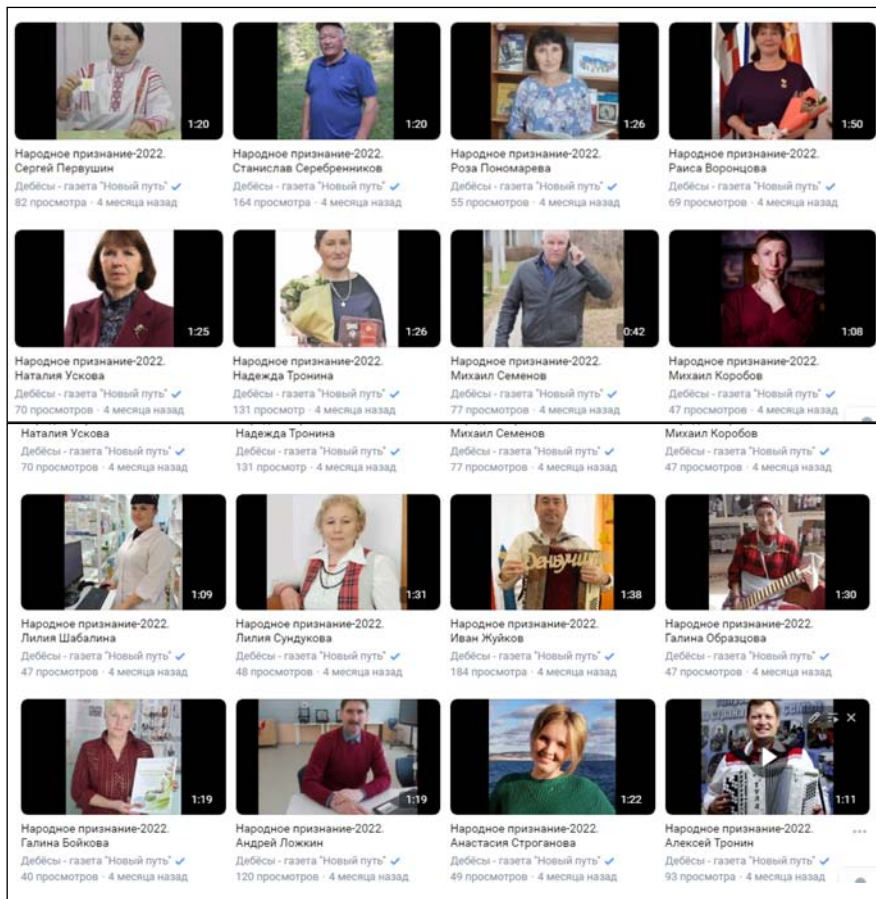 1:20 1:20 1:26 1:50
Народное признание-2022. Народное признание-2022. Народное признание-2022. Народное признание-2022.
Сергей Первушин Станислав Серебренников Роза Пономарева Раиса Воронцова
Дебёсы - газета "Новый путь" Дебёсы - газета "Новый путь" Дебёсы - газета "Новый путь" Дебёсы - газета "Новый путь"
82 просмотра · 4 месяца назад 164 просмотра · 4 месяца назад 55 просмотров · 4 месяца назад 69 просмотров · 4 месяца назад
1:25 1:26 0:42 1:08
Народное признание-2022. Народное признание-2022. Народное признание-2022. Народное признание-2022.
Наталия Ускова Надежда Тронина Михаил Семенов Михаил Коробов
Дебёсы - газета "Новый путь" Дебёсы - газета "Новый путь" Дебёсы - газета "Новый путь" Дебёсы - газета "Новый путь"
70 просмотров · 4 месяца назад 131 просмотр · 4 месяца назад 77 просмотров · 4 месяца назад 47 просмотров · 4 месяца назад
Наталия Ускова Надежда Тронина Михаил Семенов Михаил Коробов
Дебёсы - газета "Новый путь" Дебёсы - газета "Новый путь" Дебёсы - газета "Новый путь" Дебёсы - газета "Новый путь"
70 просмотров · 4 месяца назад 131 просмотр · 4 месяца назад 77 просмотров · 4 месяца назад 47 просмотров · 4 месяца назад
День
1:09 1:31 1:38 1:30
Народное признание-2022. Народное признание-2022. Народное признание-2022. Народное признание-2022.
Лилия Шабалина Лилия Сундукова Иван Жуйков Галина Образцова
Дебёсы - газета "Новый путь" Дебёсы - газета "Новый путь" Дебёсы - газета "Новый путь" Дебёсы - газета "Новый путь"
47 просмотров · 4 месяца назад 48 просмотров · 4 месяца назад 184 просмотра · 4 месяца назад 47 просмотров · 4 месяца назад
ТУЛА
1:19 1:19 1:22 1:11
Народное признание-2022. Народное признание-2022. Народное признание-2022. Народное признание-2022.
Галина Бойкова Андрей Ложкин Анастасия Строганова Алексей Тронин
Дебёсы - газета "Новый путь" Дебёсы - газета "Новый путь" Дебёсы - газета "Новый путь" Дебёсы - газета "Новый путь"
40 просмотров · 4 месяца назад 120 просмотров · 4 месяца назад 49 просмотров · 4 месяца назад 93 просмотра · 4 месяца назад